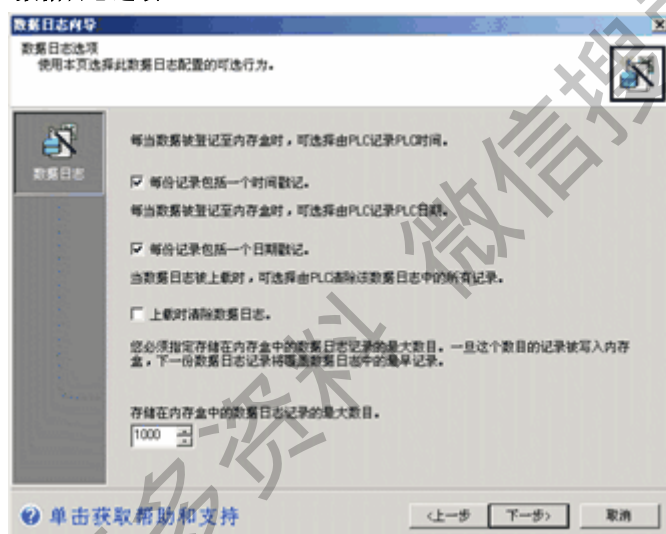 数据日志向导
数据日志选项
使用本页选择此数据日志配置的可选行为。
数据日志
每当数据被登记至内存盒时，可选择由PLC记录PLC时间。
每份记录包括一个时间戳记。
每当数据被登记至内存盒时，可选择由PLC记录PLC日期。
每份记录包括一个日期戳记。
当数据日志被上载时，可选择由PLC清除该数据日志中的所有记录。
上载时清除数据日志。
您必须指定存储在内存盒中的数据日志记录的最大数目。一旦这个数目的记录被写入内存
盒，下一份数据日志记录将覆盖数据日志中的最早记录。
存储在内存盒中的数据日志记录的最大数目。
1000
单击获取帮助和支持
<上一步
下一步>
取消
多资料
微信搜